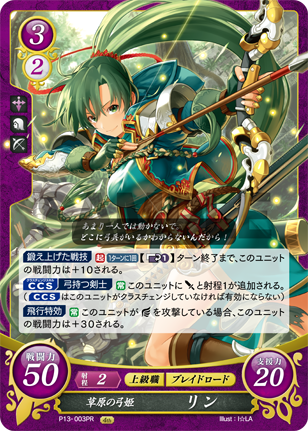 3
2
あまり一人では動かないで
どこに弓兵がいるかわからないんだから!
鍛え上げた戦技 起 1ターンに1回 [1] ターン終了まで、このユニット
の戦闘力は+10される。
CCS 弓持つ剣士 常 このユニットに と射程1が追加される。
(CCS はこのユニットがクラスチェンジしていなければ有効にならない)
飛行特効 常 このユニットが を攻撃している場合、このユニット
の戦闘力は+30される。
戦闘力
50
射程 2 上級職 ブレイドロード
支援力
20
草原の弓姫 リン
P13-003PR
Illust:I☆LA